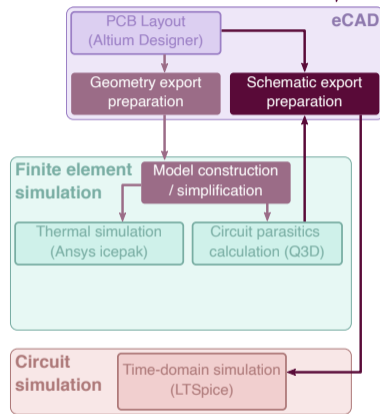 PCB Layout
(Altium Designer)
eCAD
Geometry export
preparation
Schematic export
preparation
Finite element
simulation
Model construction
/ simplification
Thermal simulation
(Ansys icepak)
Circuit parasitics
calculation (Q3D)
Circuit
simulation
Time-domain simulation
(LTSpice)